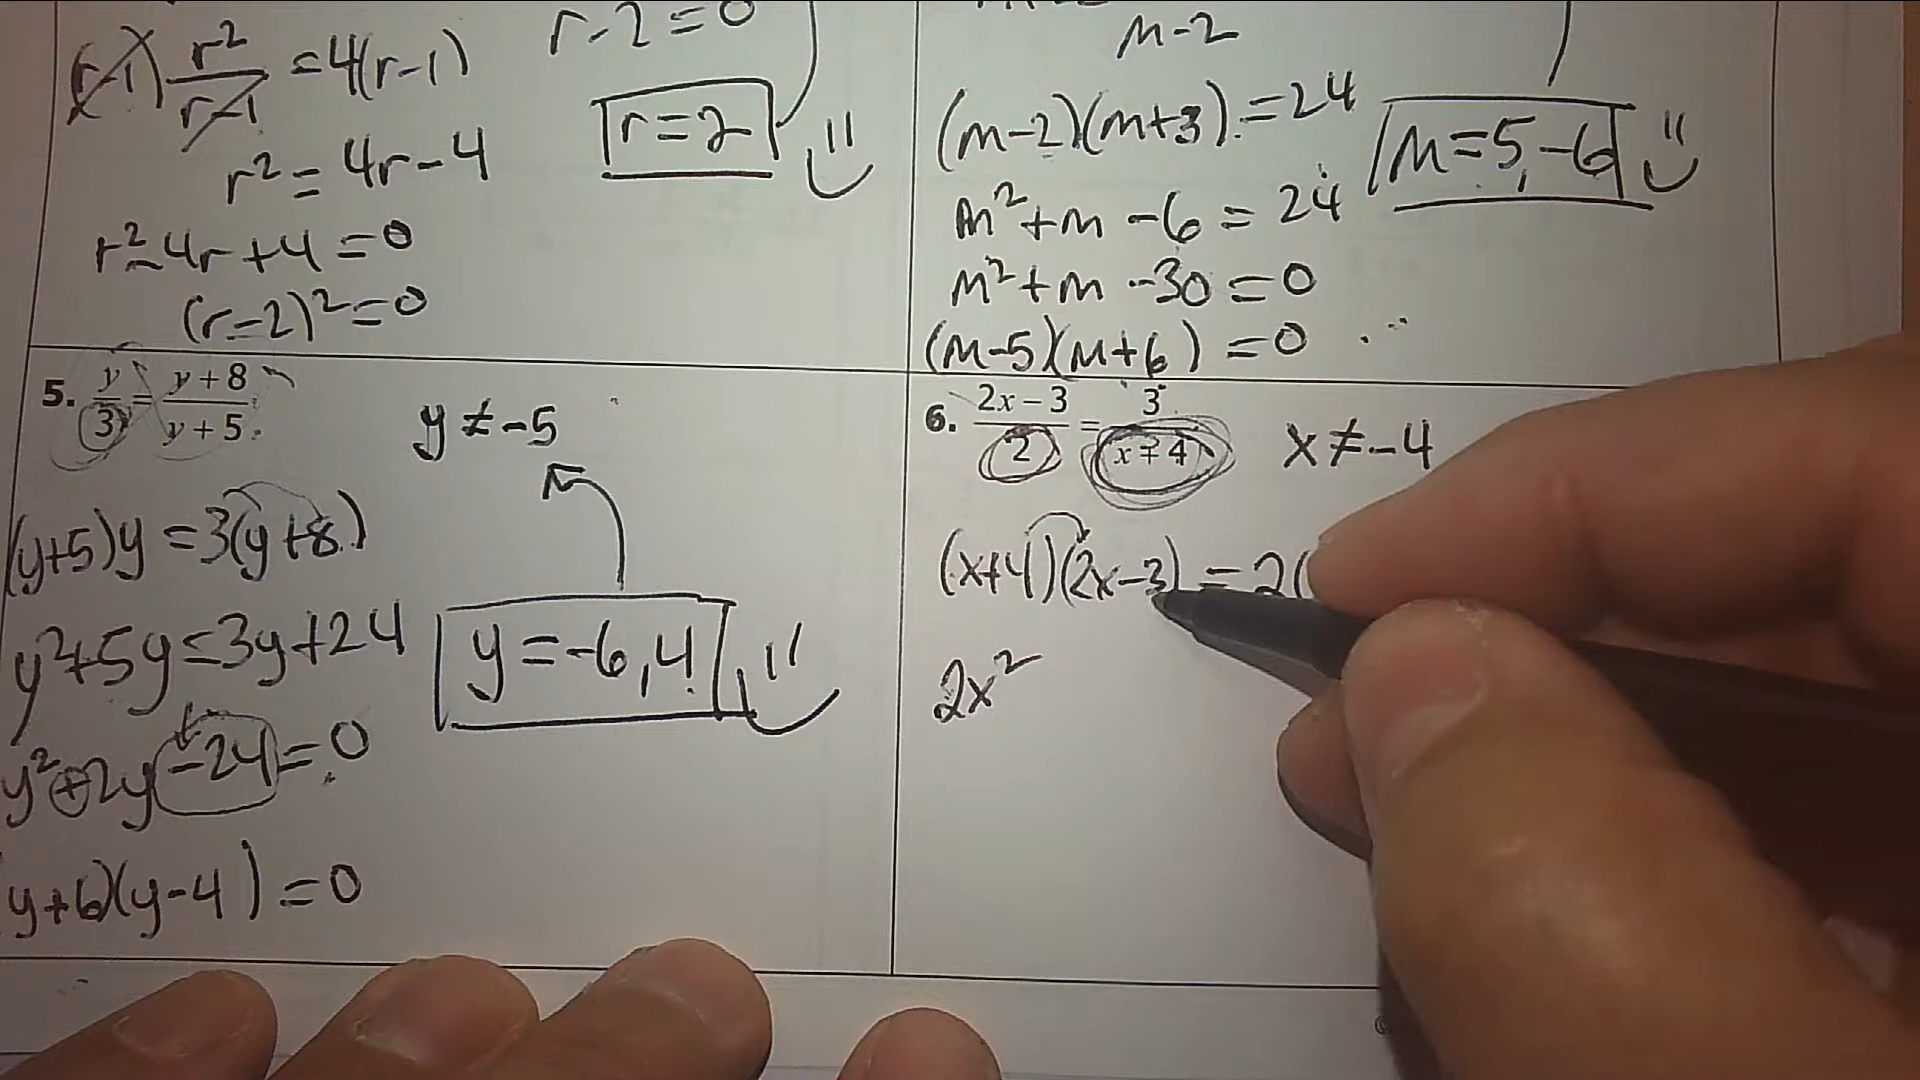 (r-1) r²/r-1 = 4(r-1)
r² = 4r - 4
r² - 4r + 4 = 0
(r-2)² = 0
r-2 = 0
r = 2
m-2
(m-2)(m+3) = 24
m² + m - 6 = 24
m² + m - 30 = 0
(m-5)(m+6) = 0
m = 5, -6
5. y/3 = y + 8/y + 5
y ≠ -5
(y+5)y = 3(y+8)
y² + 5y = 3y + 24
y² + 2y - 24 = 0
(y+6)(y-4) = 0
y = -6, 4
6. 2x - 3/2 = 3/x + 4
x ≠ -4
(x+4)(2x-3) = 2(
2x²